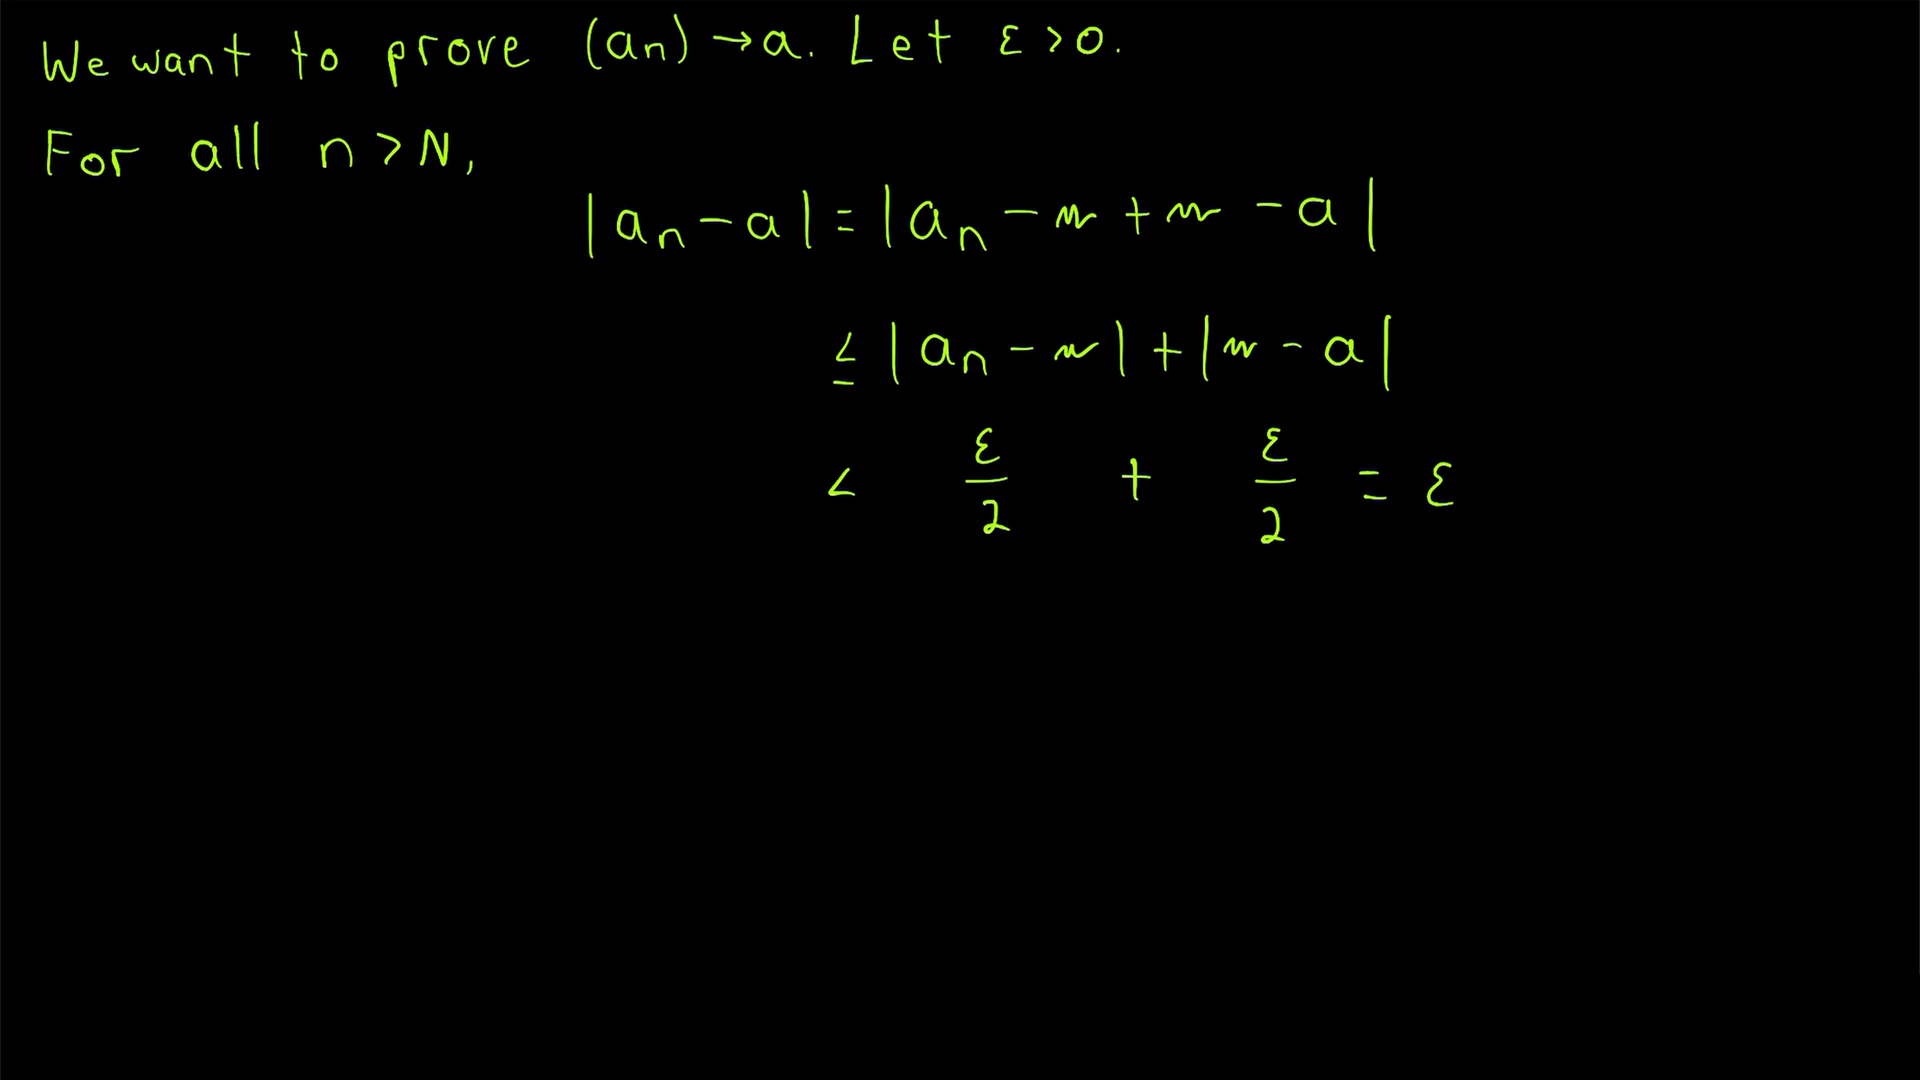 We want to prove (aₙ) → a. Let ε > 0.
For all n > N,
|aₙ - a| = |aₙ - + - a|
≤ |aₙ - | + | - a|
< ε/2 + ε/2 = ε